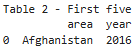 Table 2 - First five
area year
0 Afghanistan 2016